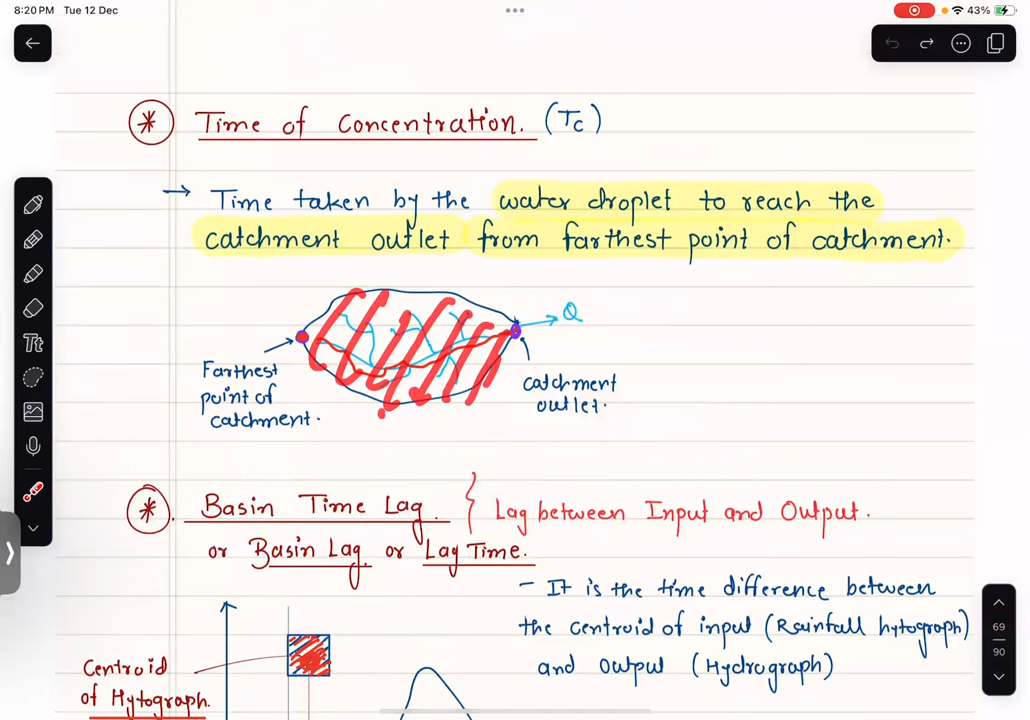 8:20 PM Tue 12 Dec
43%
* Time of Concentration. (Tc)
→ Time taken by the water droplet to reach the
catchment outlet from farthest point of catchment.
Q
Farthest
point of
catchment.
catchment
outlet.
Tt
*. Basin Time Lag. { Lag between Input and Output.
or Basin Lag or Lag Time.
- It is the time difference between
the centroid of input (Rainfall hytograph)
and output (Hydrograph)
Centroid
of Hytograph.
69
90